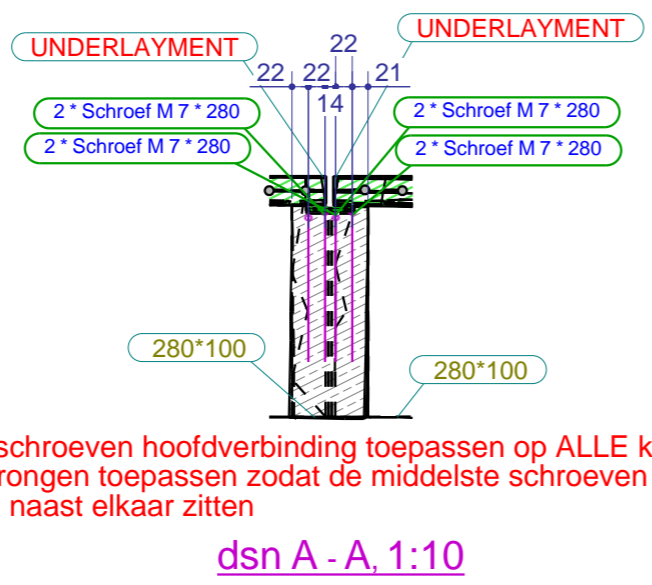 UNDERLAYMENT
UNDERLAYMENT
22
22 22 21
14
2 * Schroef M 7 * 280
2 * Schroef M 7 * 280
2 * Schroef M 7 * 280
2 * Schroef M 7 * 280
280*100
280*100
schroeven hoofdverbinding toepassen op ALLE k
rongen toepassen zodat de middelste schroeven
naast elkaar zitten
dsn A - A, 1:10